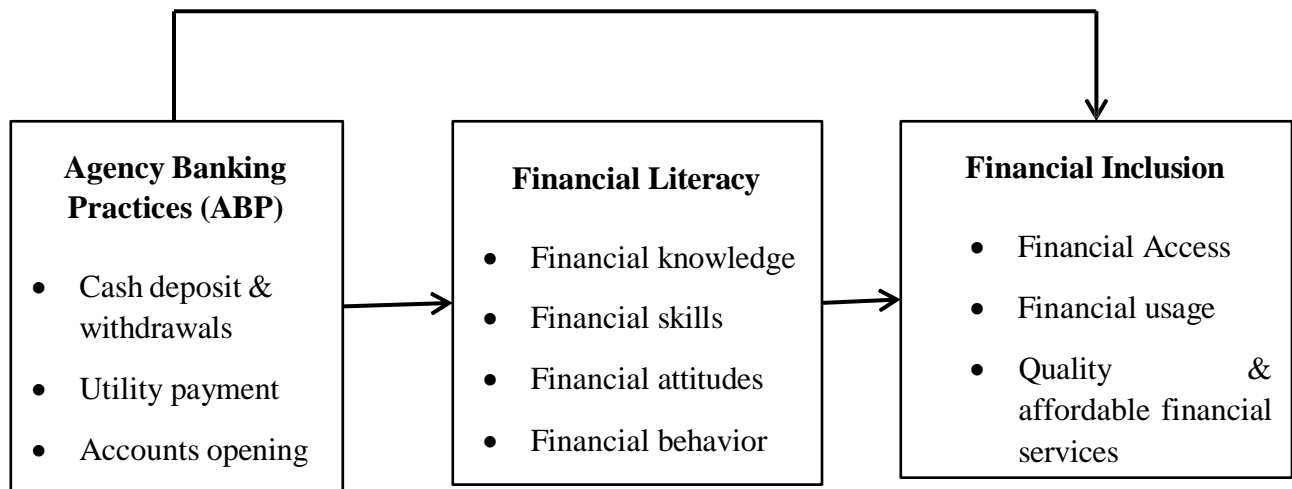 Agency Banking
Practices (ABP)
• Cash deposit &
withdrawals
• Utility payment
• Accounts opening
Financial Literacy
• Financial knowledge
• Financial skills
• Financial attitudes
• Financial behavior
Financial Inclusion
• Financial Access
• Financial usage
• Quality &
affordable financial
services